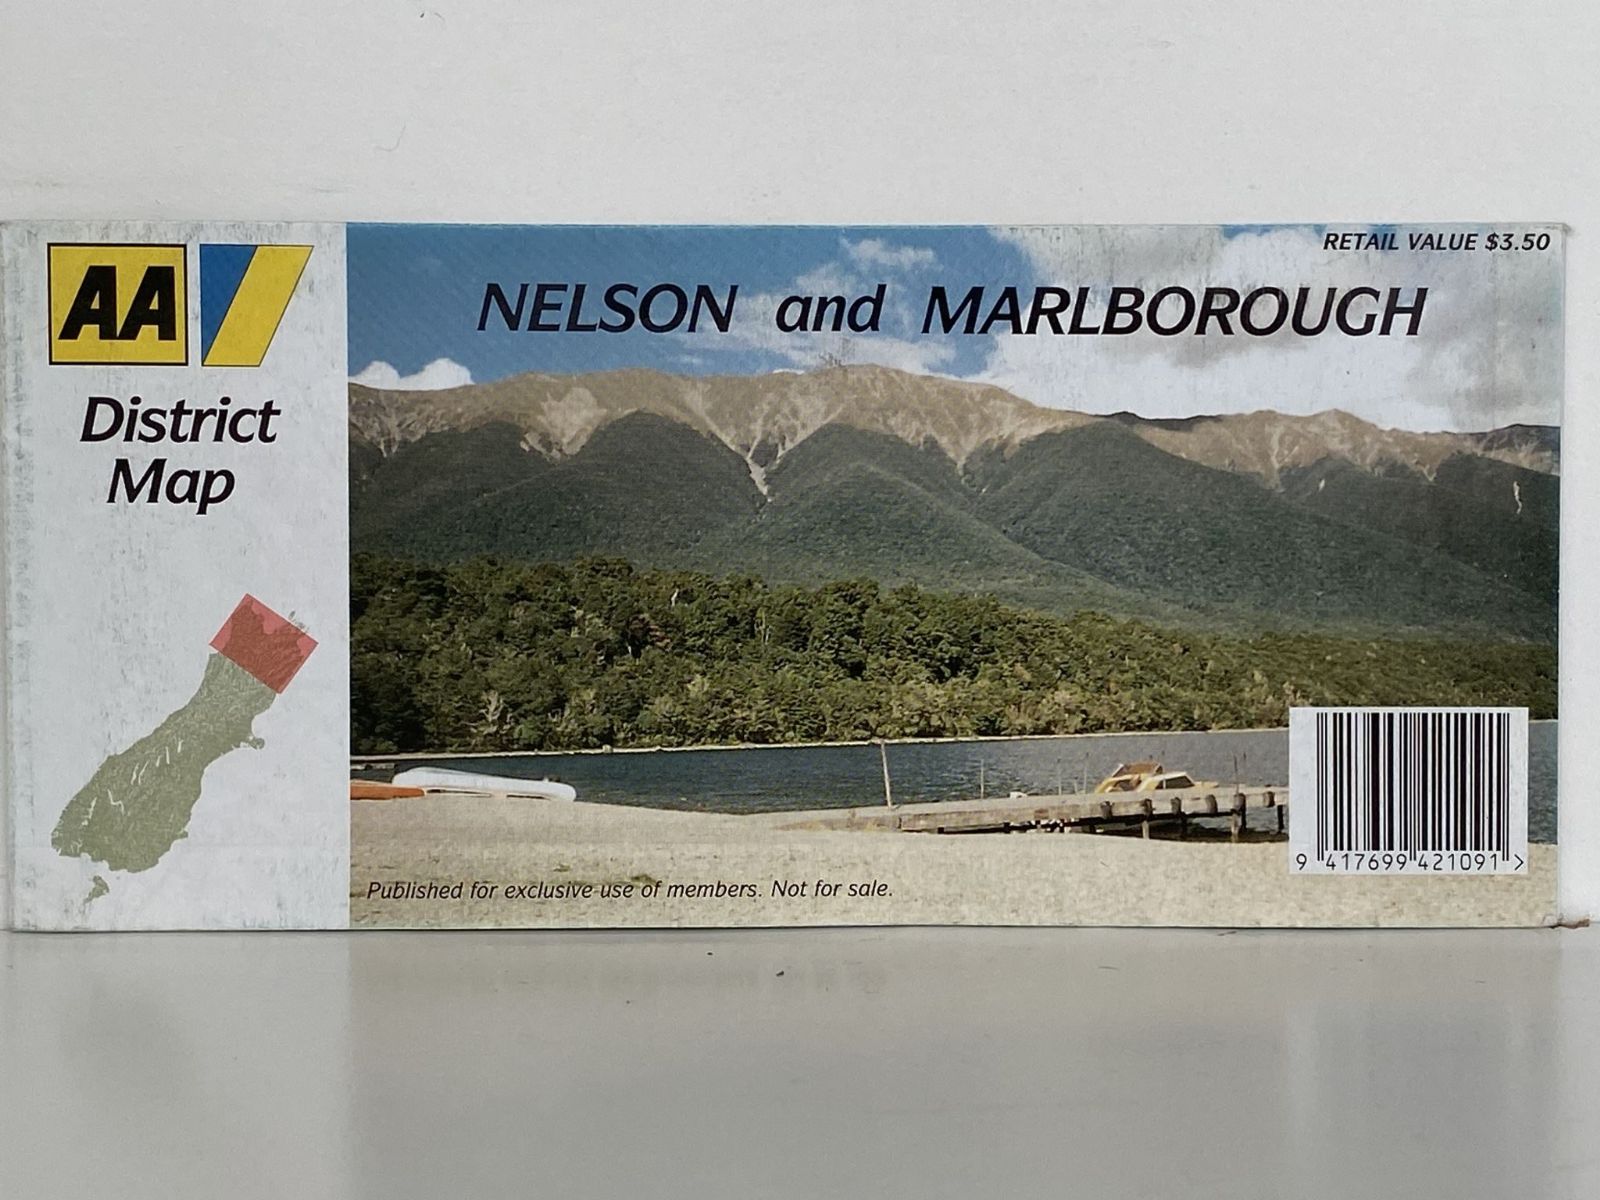 AA
District
Map
RETAIL VALUE $3.50
NELSON and MARLBOROUGH
Published for exclusive use of members. Not for sale.
9 417699 421091 >